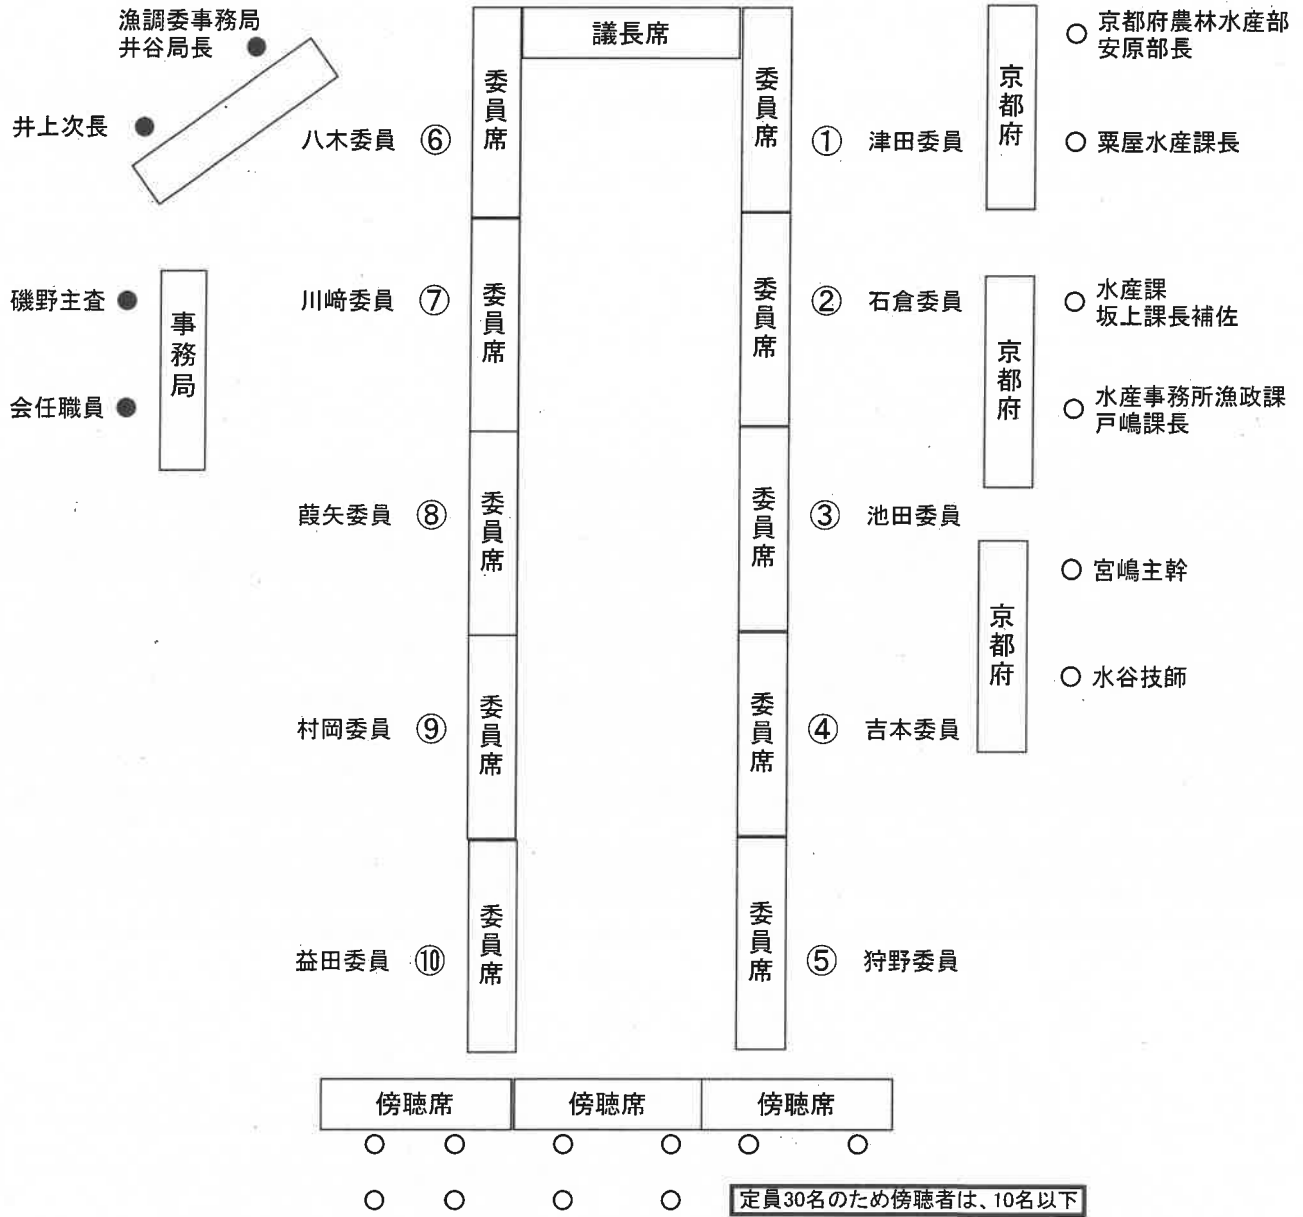 漁調委事務局
井谷局長
井上次長
磯野主査
会任職員
事務局
議長席
委員席
委員席
八木委員 ⑥
① 津田委員
委員席
委員席
川﨑委員 ⑦
② 石倉委員
委員席
委員席
葭矢委員 ⑧
③ 池田委員
委員席
委員席
村岡委員 ⑨
④ 吉本委員
委員席
委員席
益田委員 ⑩
⑤ 狩野委員
京都府
京都府農林水産部
安原部長
粟屋水産課長
京都府
水産課
坂上課長補佐
水産事務所漁政課
戸嶋課長
京都府
宮嶋主幹
水谷技師
傍聴席 傍聴席 傍聴席
定員30名のため傍聴者は、10名以下